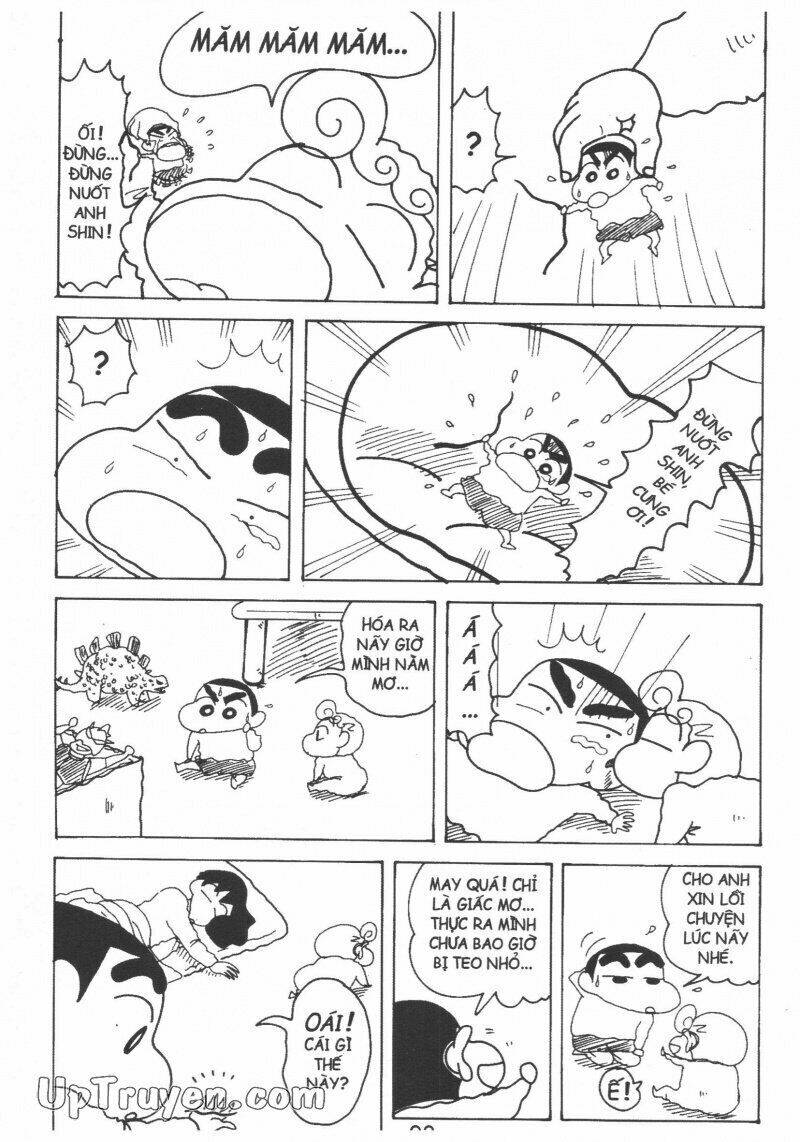 MĂM MĂM MĂM...
ỐI!
ĐỪNG...
ĐỪNG
NUỐT
ANH
SHIN!
?
?
ĐỪNG
NUỐT
ANH
SHIN,
BÉ
CƯNG
ƠI!
HÓA RA
NÃY GIỜ
MÌNH NẰM
MƠ...
Á
Á
Á
...
OÁI!
CÁI GÌ
THẾ
NÀY?
MAY QUÁ! CHỈ
LÀ GIẤC MƠ...
THỰC RA MÌNH
CHƯA BAO GIỜ
BỊ TEO NHỎ...
CHO ANH
XIN LỖI
CHUYỆN
LÚC NÃY
NHÉ.
Ê!
UpTruyen.com